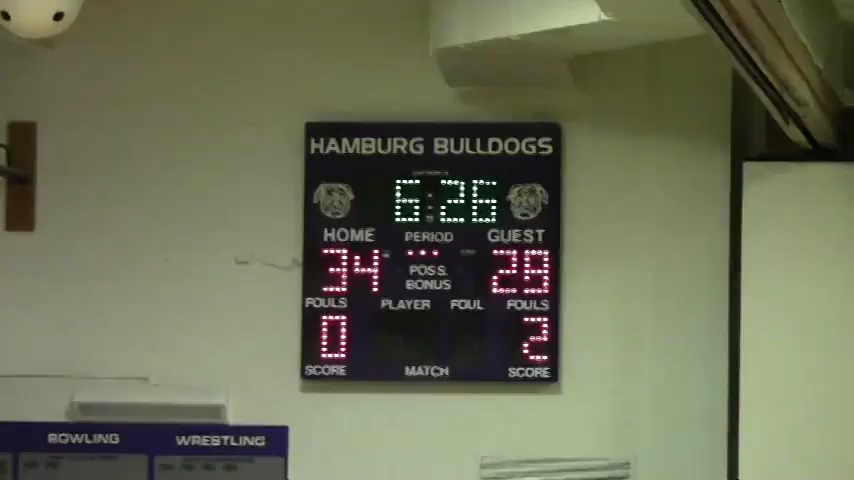 HAMBURG BULLDOGS
6:26
HOME PERIOD GUEST
34 28
POSS.
BONUS
FOULS PLAYER FOUL FOULS
0 2
SCORE MATCH SCORE
BOWLING WRESTLING